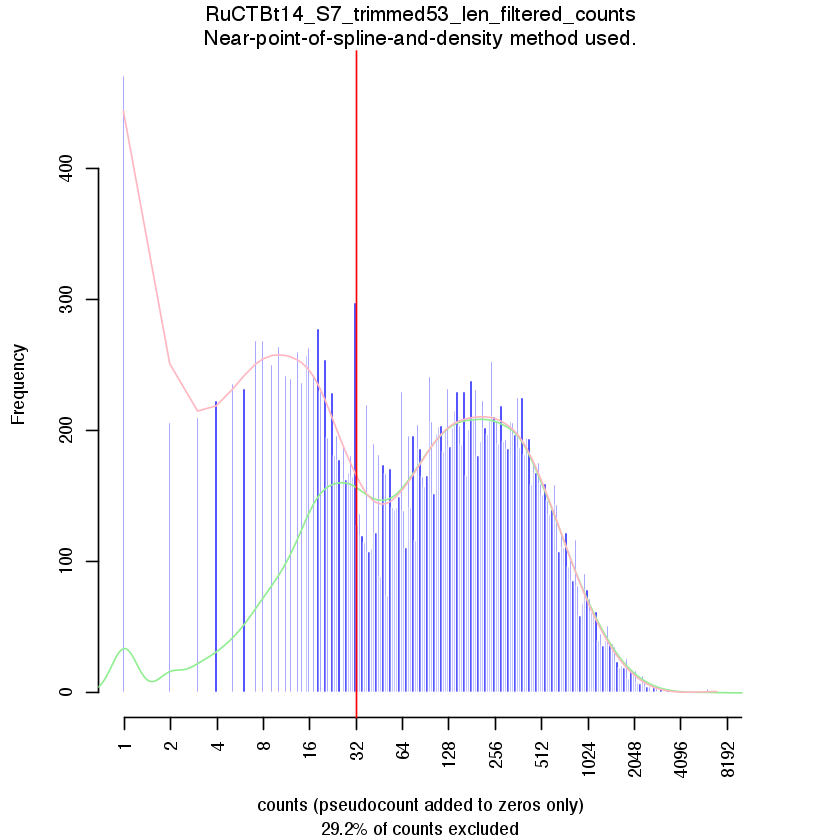 RuCTBt14_S7_trimmed53_len_filtered_counts
Near-point-of-spline-and-density method used.
Frequency
400
300
200
100
0
1 2 4 8 16 32 64 128 256 512 1024 2048 4096 8192
counts (pseudocount added to zeros only)
29.2% of counts excluded